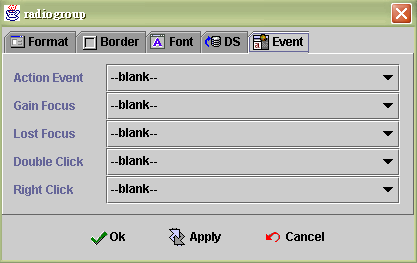 radiogroup
Format Border Font DS Event
Action Event --blank--
Gain Focus --blank--
Lost Focus --blank--
Double Click --blank--
Right Click --blank--
Ok Apply Cancel